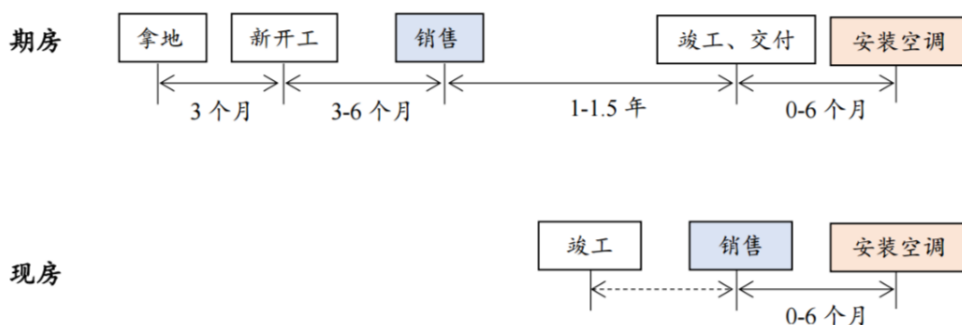 期房
拿地
新开工
销售
竣工、交付
安装空调
3 个月
3-6 个月
1-1.5 年
0-6 个月
现房
竣工
销售
安装空调
0-6 个月